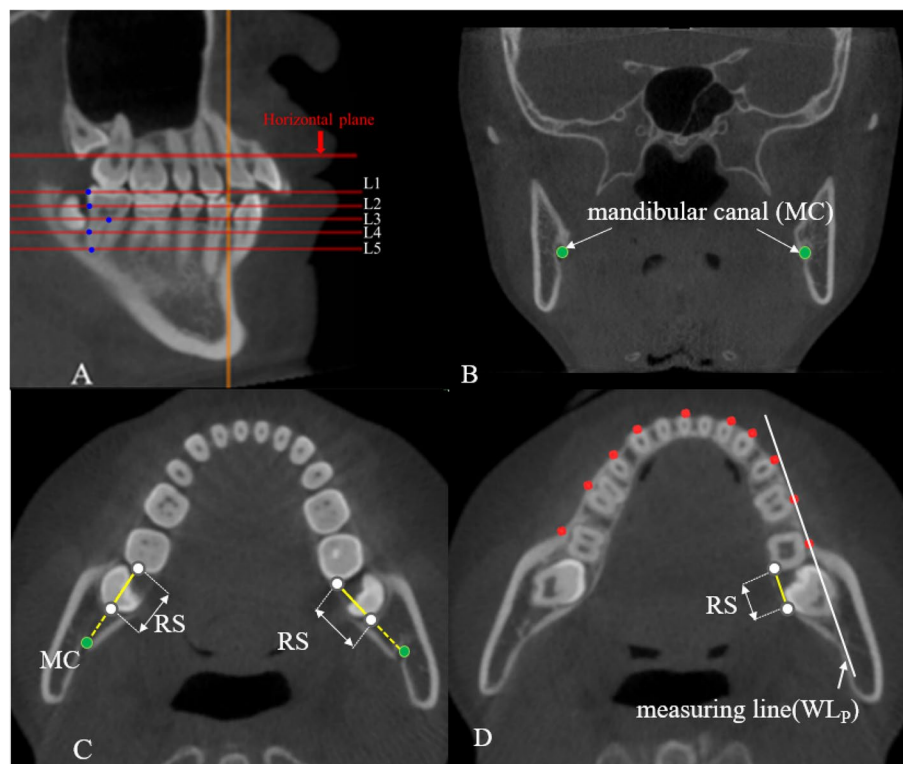 Horizontal plane
L1
L2
L3
L4
L5
A
mandibular canal (MC)
B
RS
RS
MC
C
RS
measuring line(WLP)
D